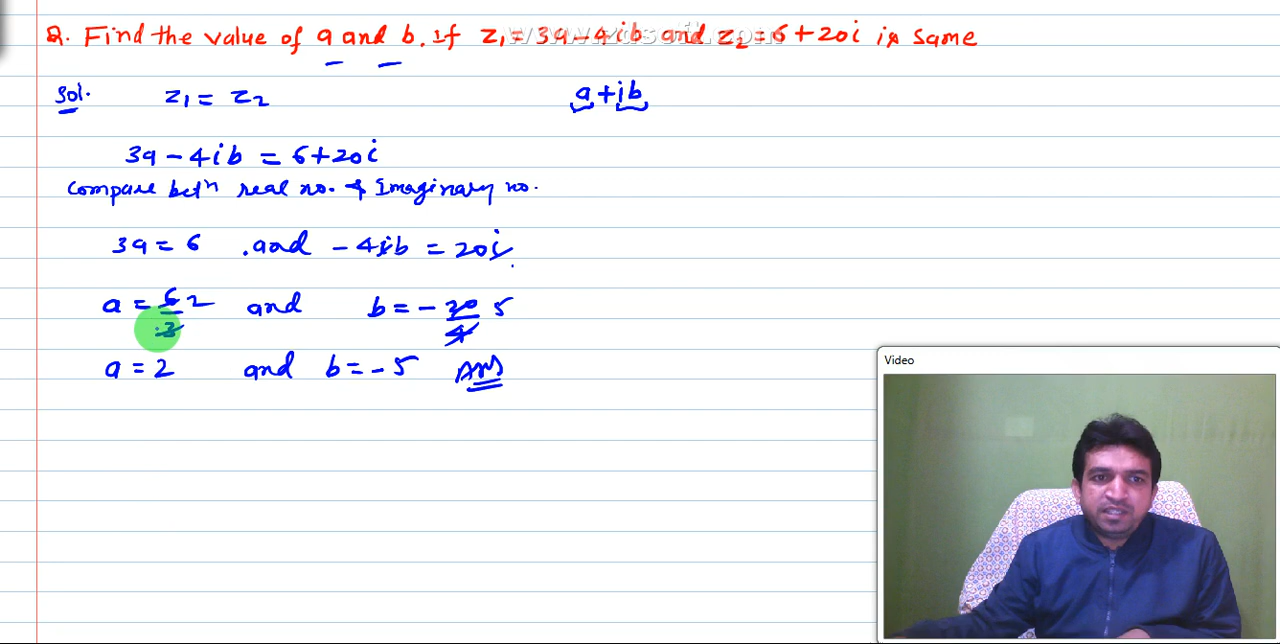 Q. Find the value of a and b. If z₁ = 3a - 4ib and z₂ = 6 + 20i is same
Sol. z₁ = z₂ a + ib
3a - 4ib = 6 + 20i
Compare betⁿ real no. & Imaginary no.
3a = 6 . and - 4ib = 20i
a = 6/3 2 and b = - 20/4 5
a = 2 and b = - 5 Ans
Video